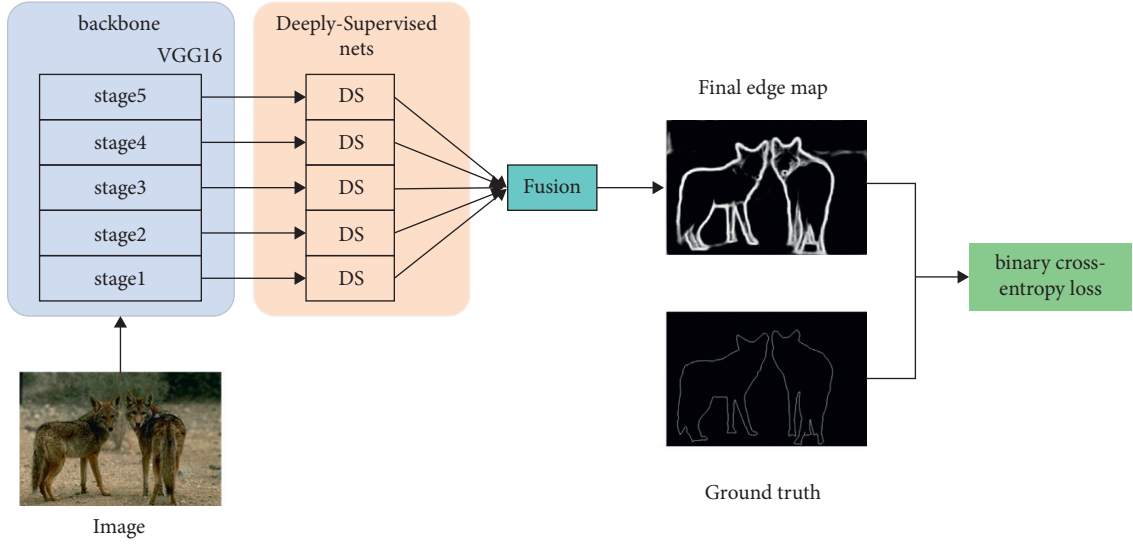 backbone
VGG16
stage5
stage4
stage3
stage2
stage1
Image
Deeply-Supervised
nets
DS
DS
DS
DS
DS
Fusion
Final edge map
Ground truth
binary cross-
entropy loss